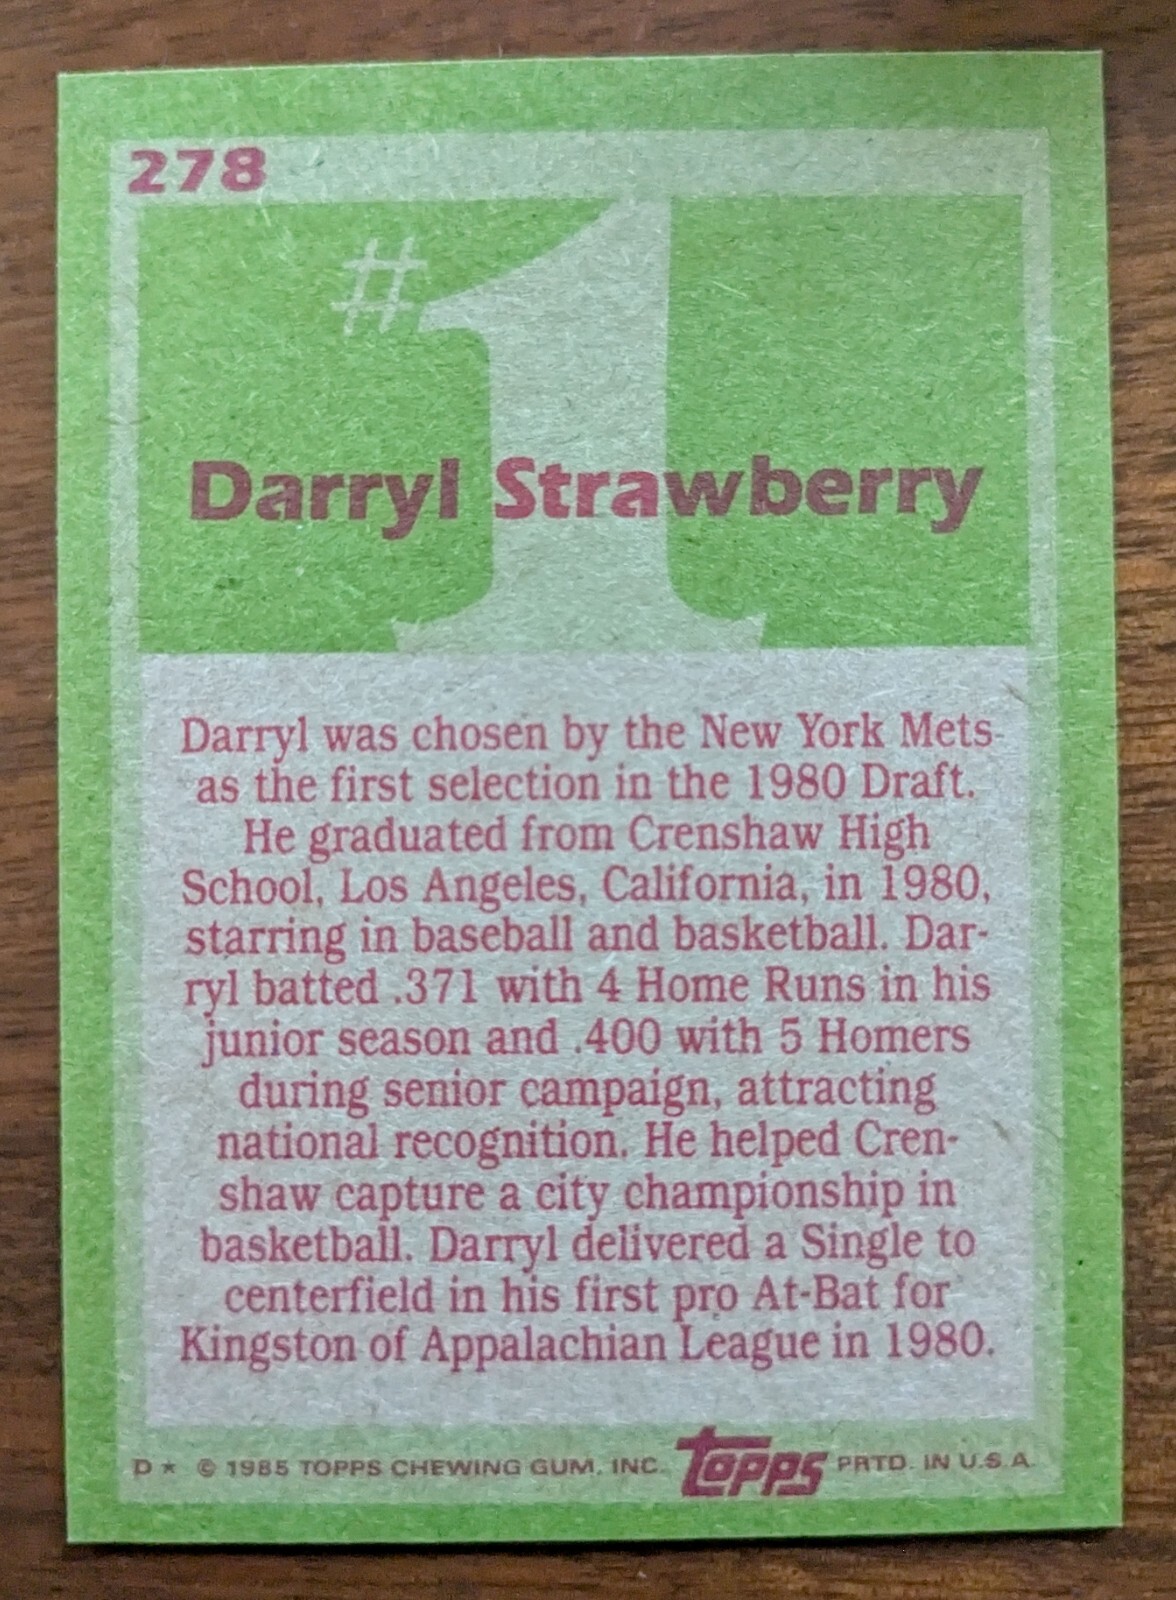 278
#1
Darryl Strawberry
Darryl was chosen by the New York Mets
as the first selection in the 1980 Draft.
He graduated from Crenshaw High
School, Los Angeles, California, in 1980,
starring in baseball and basketball. Dar-
ryl batted .371 with 4 Home Runs in his
junior season and .400 with 5 Homers
during senior campaign, attracting
national recognition. He helped Cren-
shaw capture a city championship in
basketball. Darryl delivered a Single to
centerfield in his first pro At-Bat for
Kingston of Appalachian League in 1980.
D * © 1985 TOPPS CHEWING GUM, INC. topps PRTD. IN U.S.A.